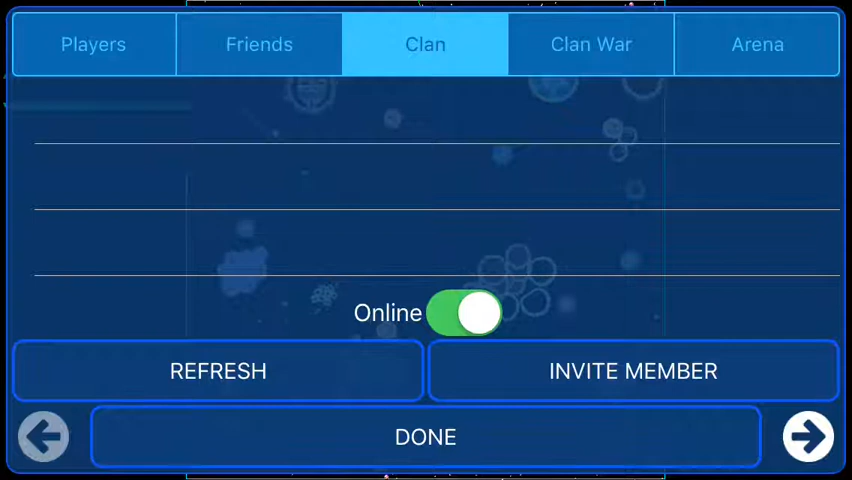 Players Friends Clan Clan War Arena
Online
REFRESH INVITE MEMBER
DONE